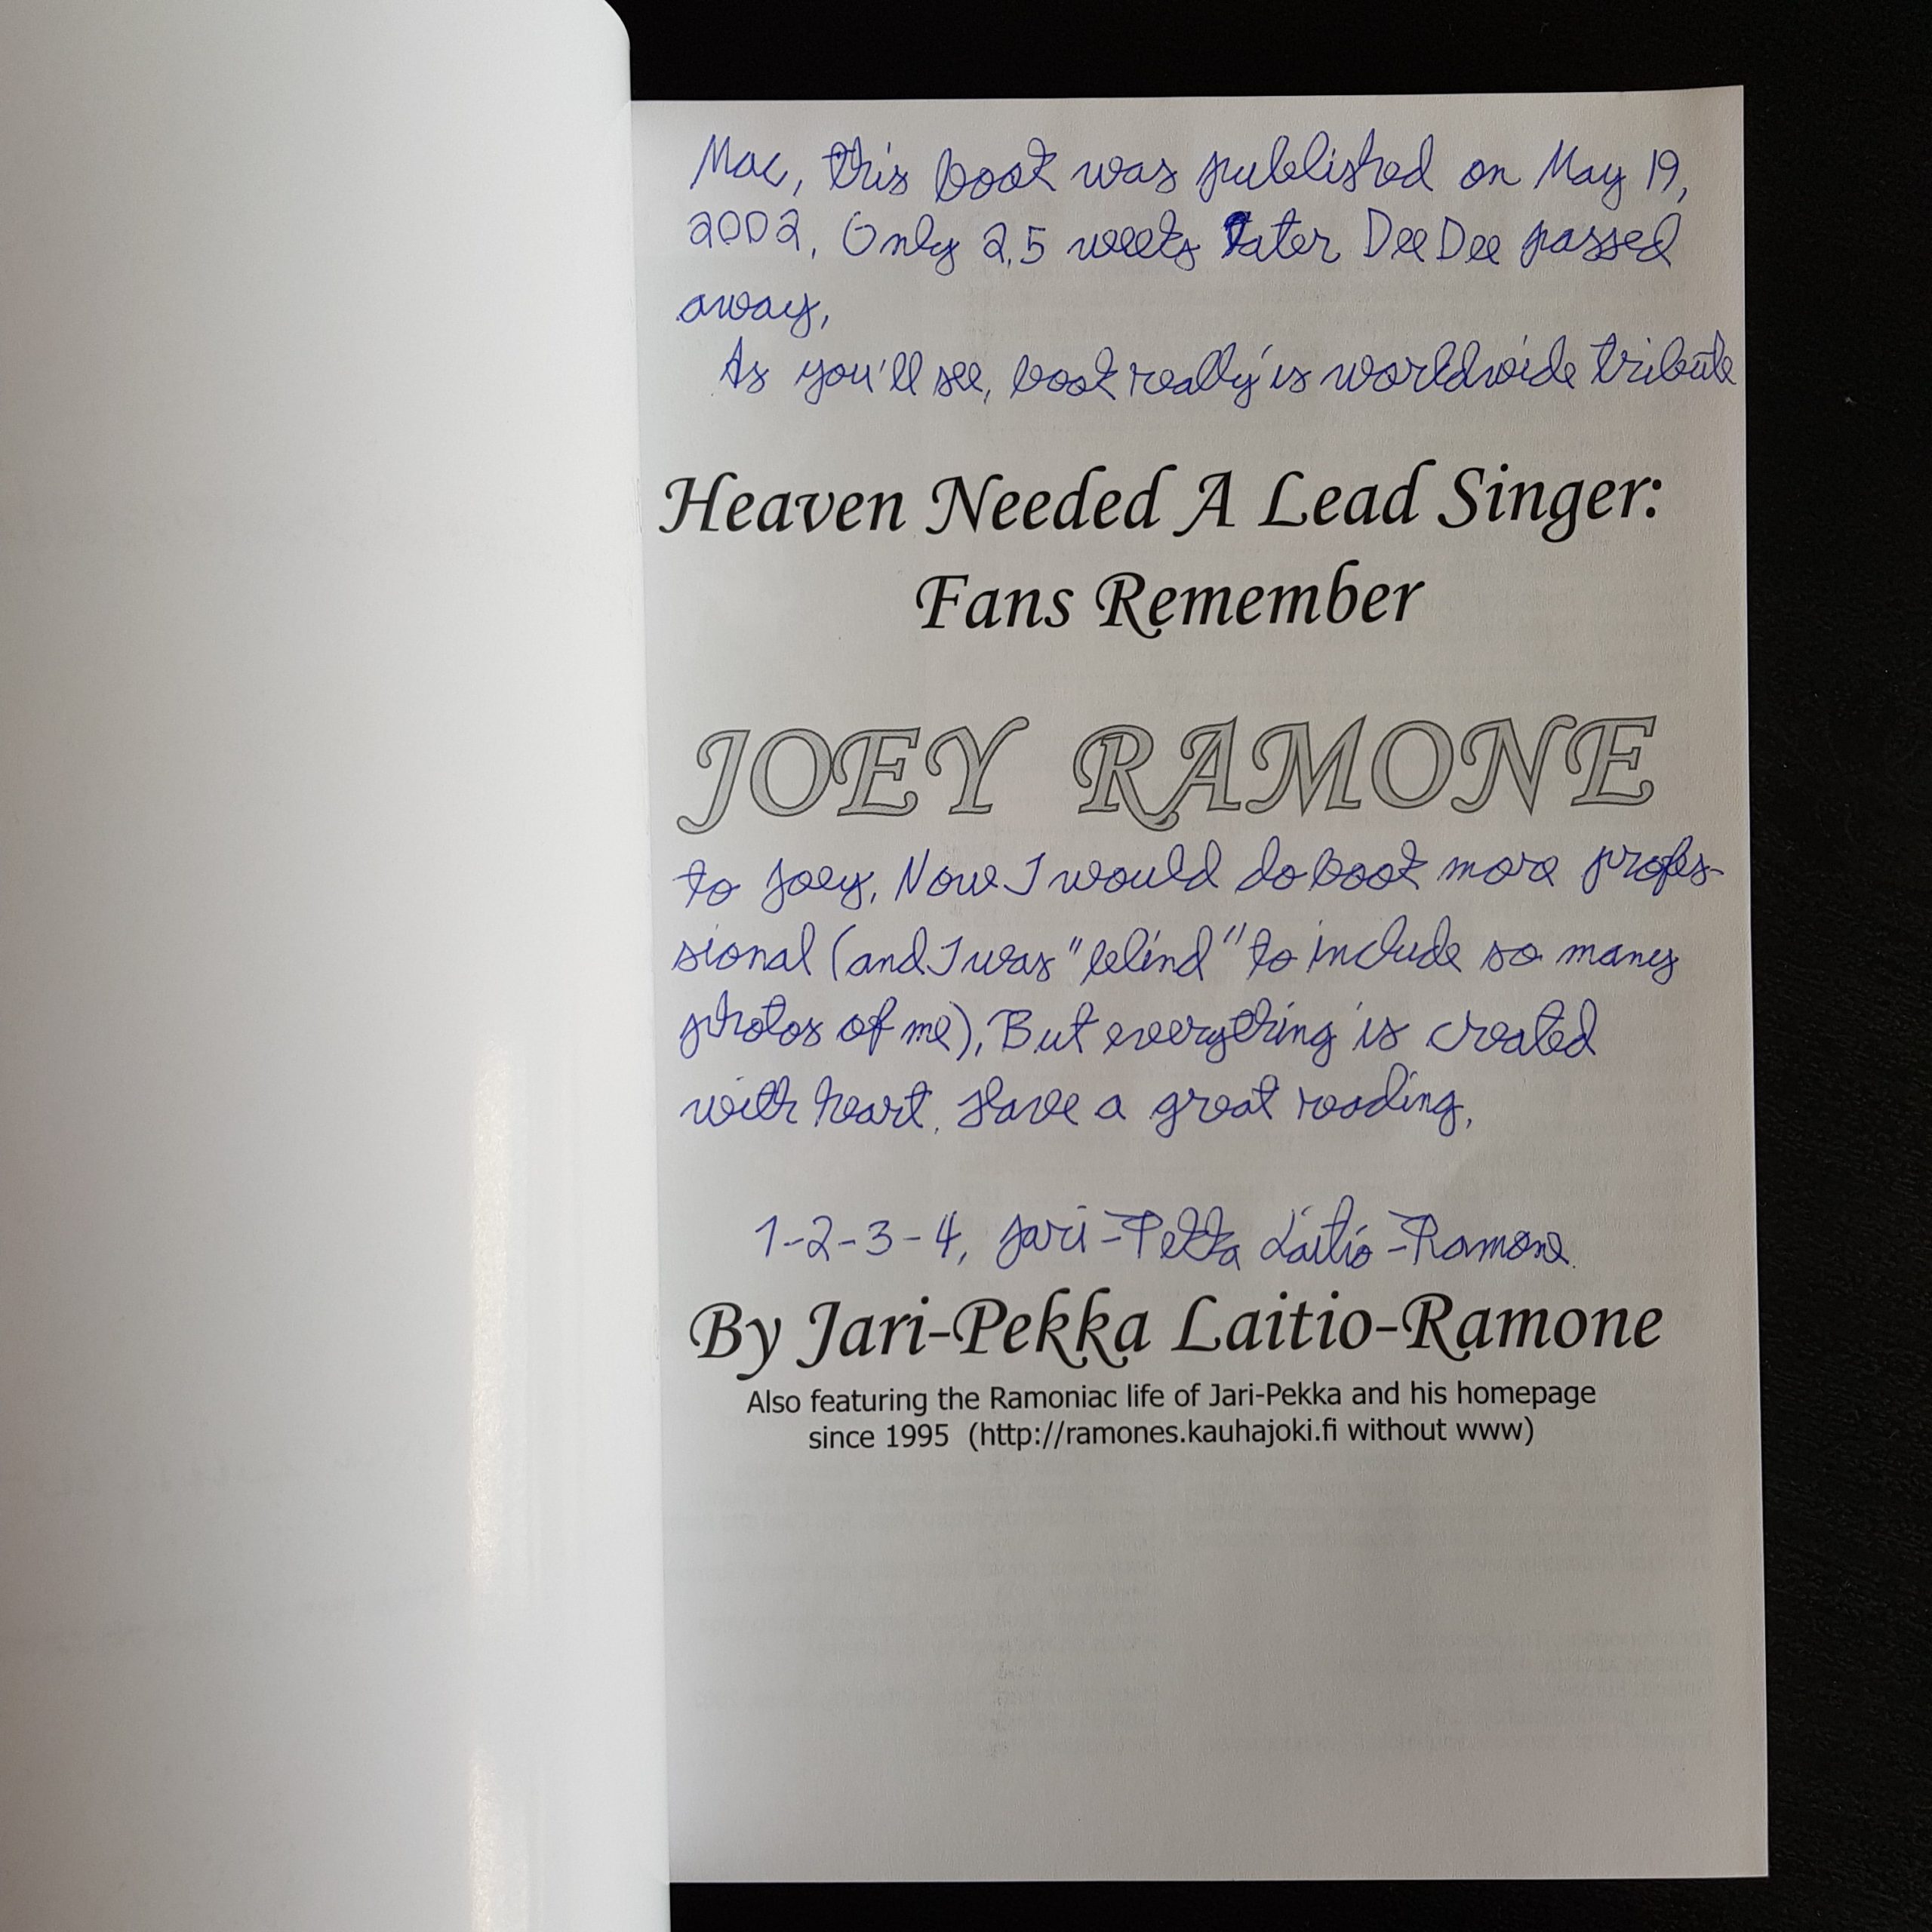 Mac, this book was published on May 19,
2002. Only 2,5 weeks later DeeDee passed
away.
As you'll see, book really is worldwide tribute
Heaven Needed A Lead Singer:
Fans Remember
JOEY RAMONE
to Joey. Now I would do book more profes-
sional (and I was "blind" to include so many
photos of me). But everything is created
with heart. Have a great reading.
1-2-3-4, Jari-Pekka Laitio-Ramone.
By Jari-Pekka Laitio-Ramone
Also featuring the Ramoniac life of Jari-Pekka and his homepage
since 1995 (http://ramones.kauhajoki.fi without www)